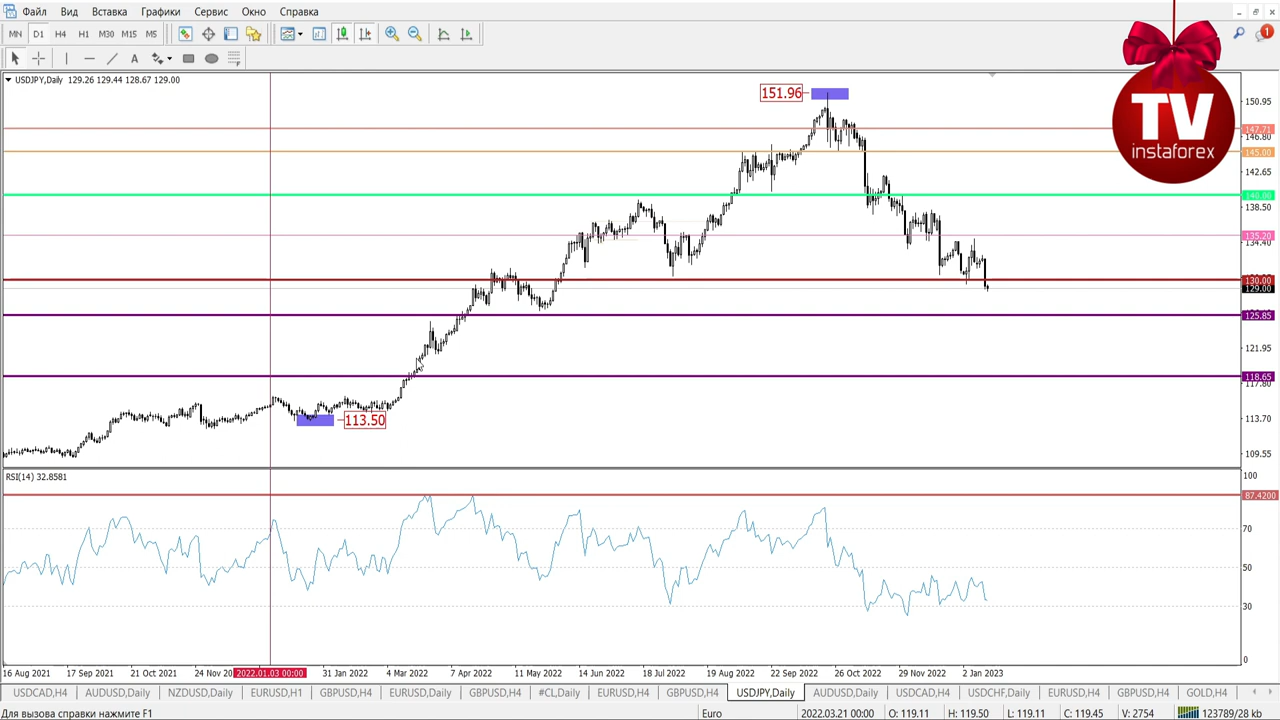 Файл Вид Вставка Графики Сервис Окно Справка
MN D1 H4 H1 M30 M15 M5
A
1
TV
instaforex
USDJPY,Daily 129.26 129.44 128.67 129.00
151.96
113.50
150.95
147.71
146.80
145.00
142.65
140.00
138.50
135.20
134.40
130.00
129.00
125.85
121.95
118.65
117.80
113.70
109.55
RSI(14) 32.8581
100
87.4200
70
50
30
0
16 Aug 2021 17 Sep 2021 21 Oct 2021 24 Nov 20 2022.01.03 00:00 31 Jan 2022 4 Mar 2022 7 Apr 2022 11 May 2022 14 Jun 2022 18 Jul 2022 19 Aug 2022 22 Sep 2022 26 Oct 2022 29 Nov 2022 2 Jan 2023
USDCAD,H4 AUDUSD,Daily NZDUSD,Daily EURUSD,H1 GBPUSD,H4 EURUSD,Daily GBPUSD,H4 #CL,Daily EURUSD,H4 GBPUSD,H4 USDJPY,Daily AUDUSD,Daily USDCAD,H4 USDCHF,Daily EURUSD,H4 GBPUSD,H4 GOLD,H4
Для вызова справки нажмите F1 Euro 2022.03.21 00:00 O: 119.11 H: 119.50 L: 119.11 C: 119.45 V: 2754 123789/28 kb